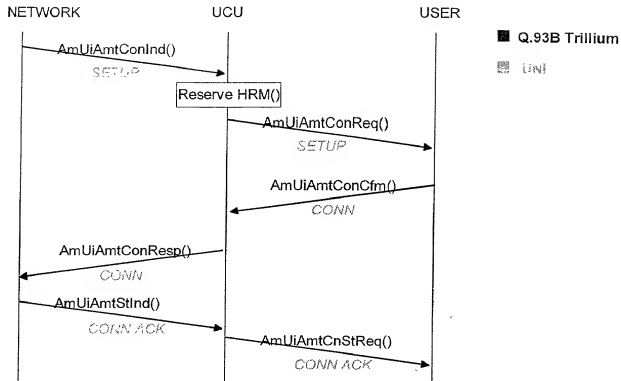 NETWORK UCU USER
Q.93B Trillium
UNI
AmUiAmtConInd()
SETUP
Reserve HRM()
AmUiAmtConReq()
SETUP
AmUiAmtConCfm()
CONN
AmUiAmtConResp()
CONN
AmUiAmtStInd()
CONN ACK
AmUiAmtCnStReq()
CONN ACK